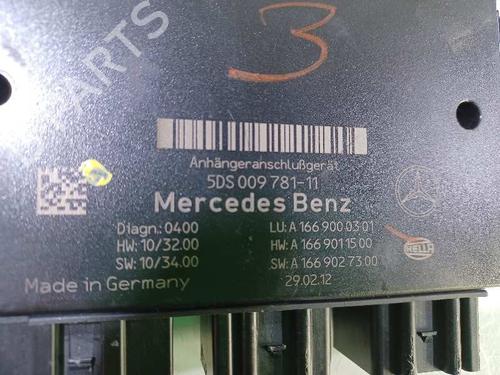 PARTS
3
Anhängeranschlußgerät
5DS 009 781-11
Mercedes Benz
Diagn.: 0400 LU: A 166 900 03 01
HW: 10/32.00 HW: A 166 901 15 00
SW: 10/34.00 SW: A 166 902 73 00
HELLA
Made in Germany 29.02.12